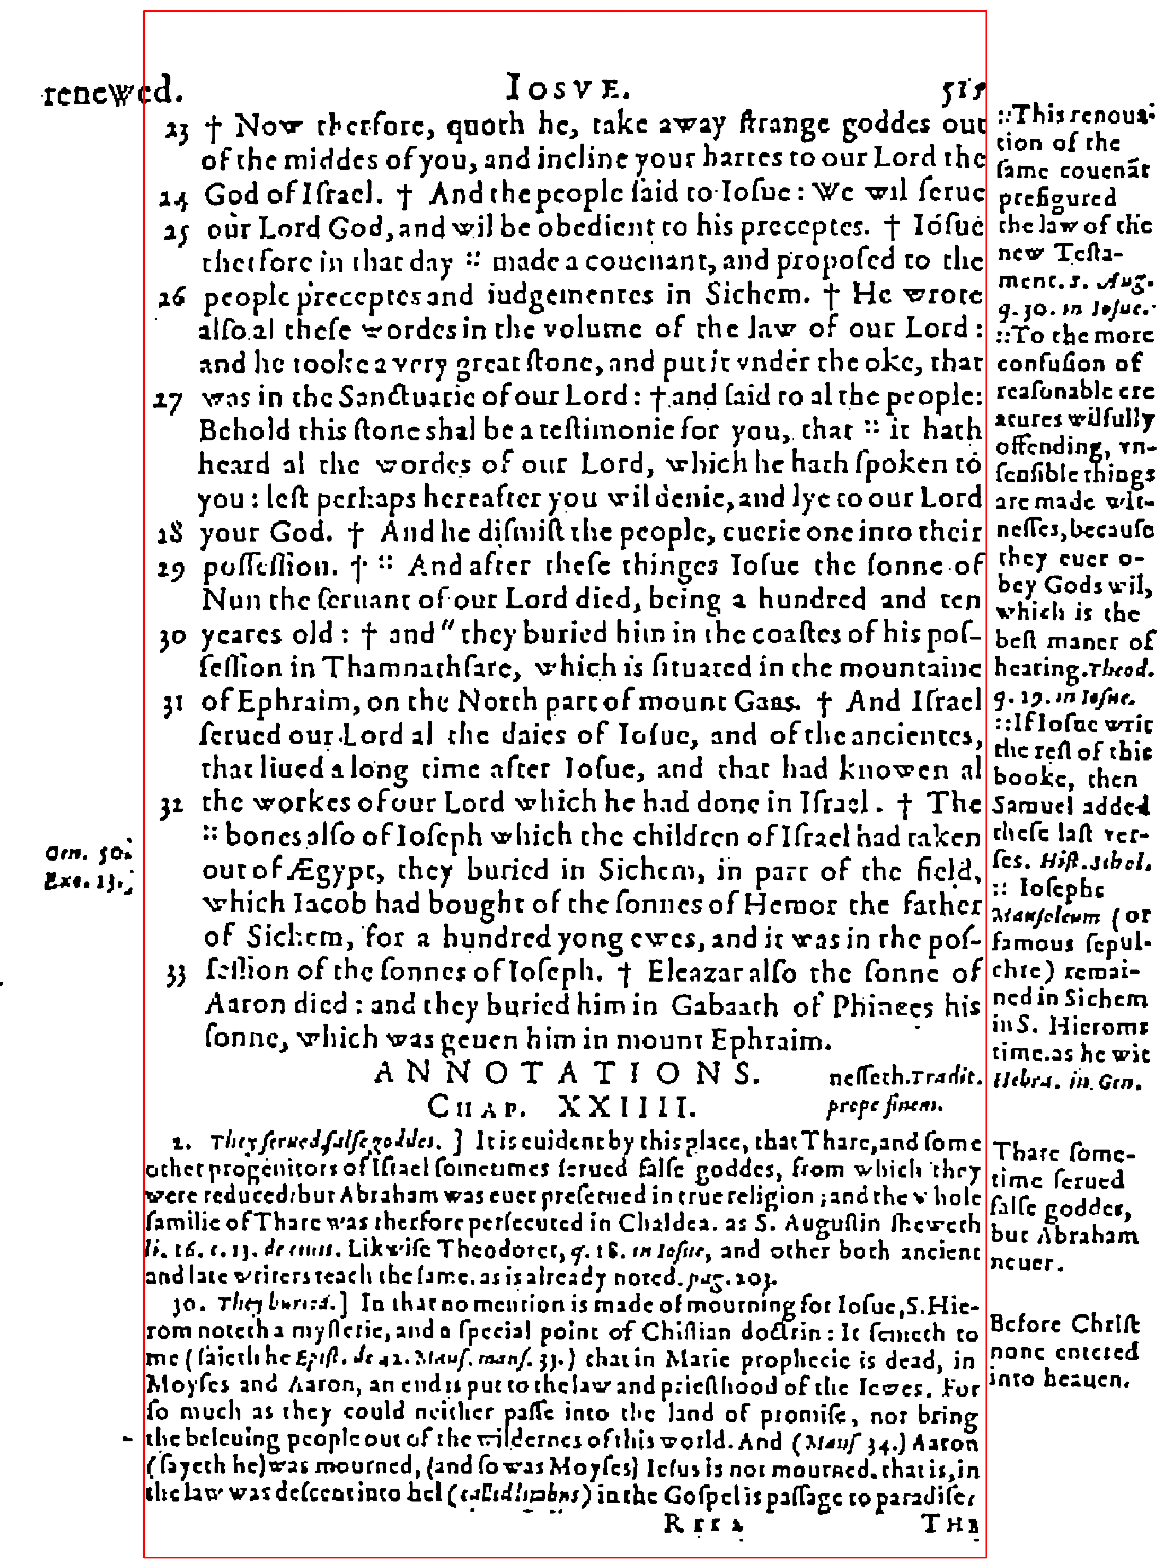 renewed. IOSVE. 515
23 † Now therfore, quoth he, take away ſtrange goddes out
of the middes of you, and incline your hartes to our Lord the
24 God of Iſrael. † And the people ſaid to Ioſue: We wil ſerue
25 our Lord God, and wil be obedient to his preceptes. † Ioſue
therfore in that day :: made a couenant, and propoſed to the
26 people preceptes and iudgementes in Sichem. † He wrote
alſo al theſe wordes in the volume of the law of our Lord:
and he tooke a very great ſtone, and put it vnder the oke, that
27 was in the Sanctuarie of our Lord: † and ſaid to al the people:
Behold this ſtone shal be a teſtimonie for you, that :: it hath
heard al the wordes of our Lord, which he hath ſpoken to
you: leſt perhaps hereafter you wil denie, and lye to our Lord
28 your God. † And he diſmiſt the people, euerie one into their
29 poſſeſſion. † :: And after theſe thinges Ioſue the ſonne of
Nun the ſeruant of our Lord died, being a hundred and ten
30 yeares old: † and " they buried him in the coaſtes of his poſ-
ſeſſion in Thamnathſare, which is ſituated in the mountaine
31 of Ephraim, on the North part of mount Gaas. † And Iſrael
ſerued our Lord al the daies of Ioſue, and of the ancientes,
that liued a long time after Ioſue, and that had knowen al
32 the workes of our Lord which he had done in Iſrael. † The
:: bones alſo of Ioſeph which the children of Iſrael had taken
out of Ægypt, they buried in Sichem, in part of the field,
which Iacob had bought of the ſonnes of Hemor the father
of Sichem, for a hundred yong ewes, and it was in the poſ-
33 ſeſſion of the ſonnes of Ioſeph. † Eleazar alſo the ſonne of
Aaron died: and they buried him in Gabaath of Phinees his
ſonne, which was geuen him in mount Ephraim.
Gen. 50.
Exo. 13.
::This renoua-
tion of the
ſame couenāt
prefigured
the law of the
new Teſta-
ment. S. Aug.
q. 30. in Ioſue.
::To the more
confuſion of
reaſonable cre
atures wilfully
offending, vn-
ſenſible things
are made wit-
neſſes, becauſe
they euer o-
bey Gods wil,
which is the
beſt maner of
hearing. Theod.
q. 19. in Ioſue.
::If Ioſue writ
the reſt of this
booke, then
Samuel added
theſe laſt ver-
ſes. Hiſt. Schol.
:: Ioſephs
Mauſoleum (or
famous ſepul-
chre) remai-
ned in Sichem
in S. Hieroms
time. as he wit
neſſeth. Tradit. Hebra. in Gen.
prope finem.
ANNOTATIONS.
CHAP. XXIIII.
2. They ſerued falſe goddes. ] It is euident by this place, that Thare, and ſome
other progenitors of Iſrael ſometimes ſerued falſe goddes, from which they
were reduced: but Abraham was euer preſerued in true religion; and the whole
familie of Thare was therfore perſecuted in Chaldea. as S. Auguſtin sheweth
li. 16. c. 13. de ciuit. Likwiſe Theodoret, q. 18. in Ioſue, and other both ancient
and late writers teach the ſame. as is already noted. pag. 203.
30. They buried. ] In that no mention is made of mourning for Ioſue, S. Hie-
rom noteth a myſterie, and a ſpecial point of Chiſtian doctrin: It ſemeth to
me (ſaieth he Epiſt. de 42. Manſ. manſ. 33.) that in Marie prophecie is dead, in
Moyſes and Aaron, an end is put to the law and prieſthood of the Iewes. For
ſo much as they could neither paſſe into the land of promiſe, nor bring
the beleuing people out of the wildernes of this world. And (Manſ 34.) Aaron
(ſayeth he) was mourned, (and ſo was Moyſes) Ieſus is not mourned. that is, in
the law was deſcent into hel (called limbus) in the Goſpel is paſſage to paradiſe.
Thare ſome-
time ſerued
falſe goddes,
but Abraham
neuer.
Before Chriſt
none entered
into heauen.
THE